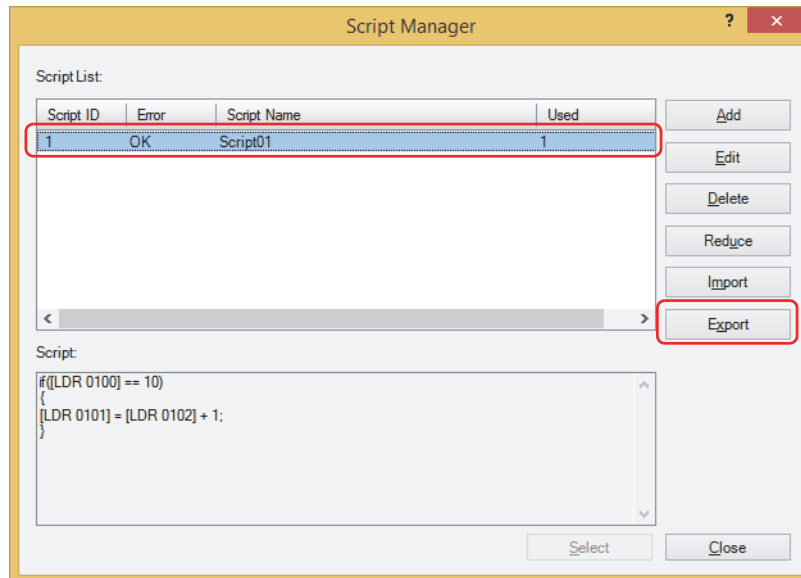 Script Manager
?
×
Script List:
Script ID Error Script Name Used
1 OK Script01 1
Add
Edit
Delete
Reduce
Import
Export
Script:
if([LDR 0100] == 10)
{
[LDR 0101] = [LDR 0102] + 1;
}
Select
Close